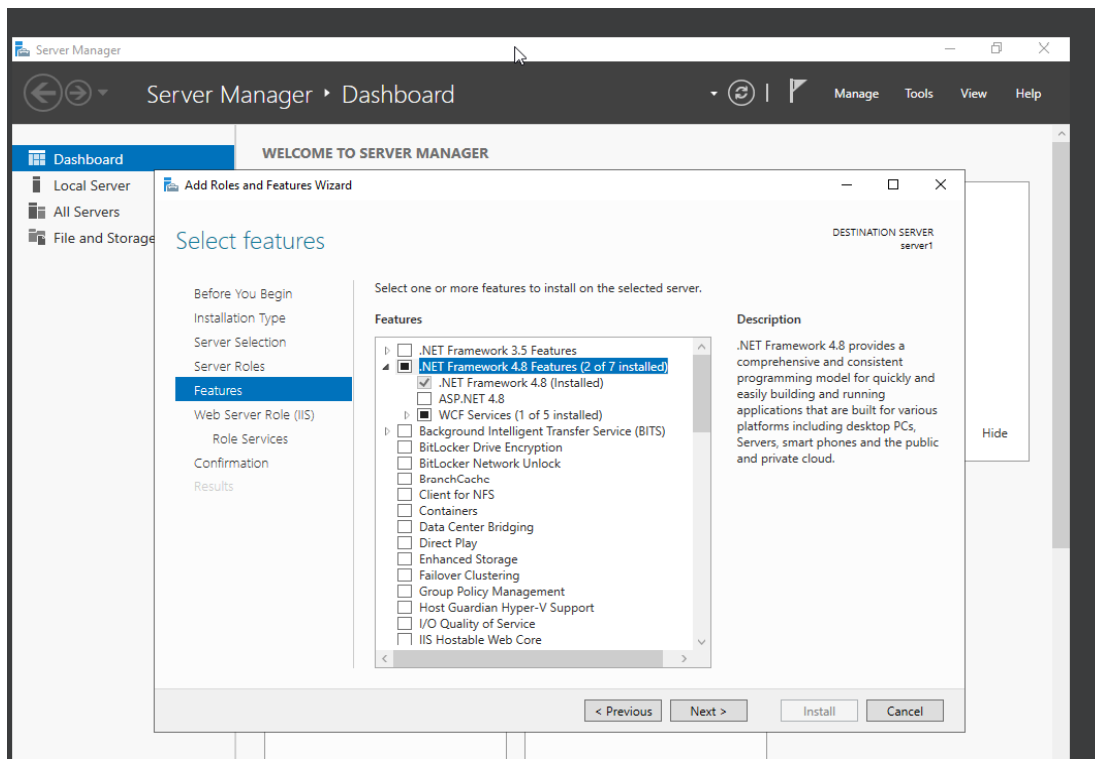 Server Manager
Server Manager • Dashboard
Manage Tools View Help
Dashboard
Local Server
All Servers
File and Storage
WELCOME TO SERVER MANAGER
Add Roles and Features Wizard
Select features
DESTINATION SERVER
server1
Before You Begin
Installation Type
Server Selection
Server Roles
Features
Web Server Role (IIS)
Role Services
Confirmation
Results
Select one or more features to install on the selected server.
Features
.NET Framework 3.5 Features
.NET Framework 4.8 Features (2 of 7 installed)
.NET Framework 4.8 (Installed)
ASP.NET 4.8
WCF Services (1 of 5 installed)
Background Intelligent Transfer Service (BITS)
BitLocker Drive Encryption
BitLocker Network Unlock
BranchCache
Client for NFS
Containers
Data Center Bridging
Direct Play
Enhanced Storage
Failover Clustering
Group Policy Management
Host Guardian Hyper-V Support
I/O Quality of Service
IIS Hostable Web Core
Description
.NET Framework 4.8 provides a
comprehensive and consistent
programming model for quickly and
easily building and running
applications that are built for various
platforms including desktop PCs,
Servers, smart phones and the public
and private cloud.
Hide
< Previous Next > Install Cancel